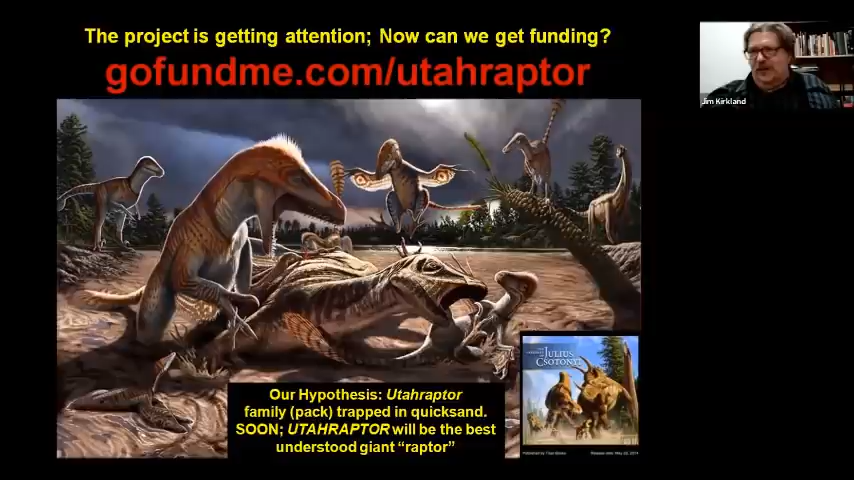 The project is getting attention; Now can we get funding?
gofundme.com/utahraptor
Jim Kirkland
JULIUS
CSOTONYI
Our Hypothesis: Utahraptor
family (pack) trapped in quicksand.
SOON; UTAHRAPTOR will be the best
understood giant “raptor”